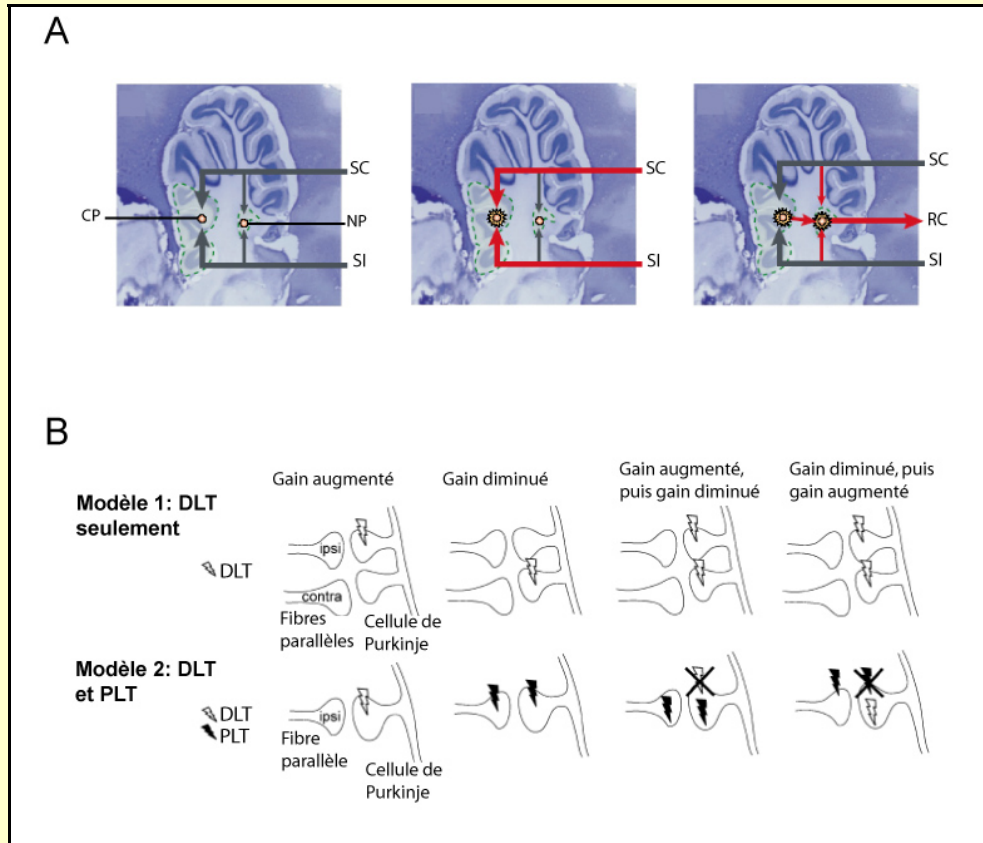 A
SC
CP
NP
SI
SC
SI
SC
RC
SI
B
Gain augmenté
Gain diminué
Gain augmenté,
puis gain diminué
Gain diminué, puis
gain augmenté
Modèle 1: DLT
seulement
DLT
ipsi
contra
Fibres
parallèles
Cellule de
Purkinje
Modèle 2: DLT
et PLT
DLT
PLT
ipsi
Fibre
parallèle
Cellule de
Purkinje